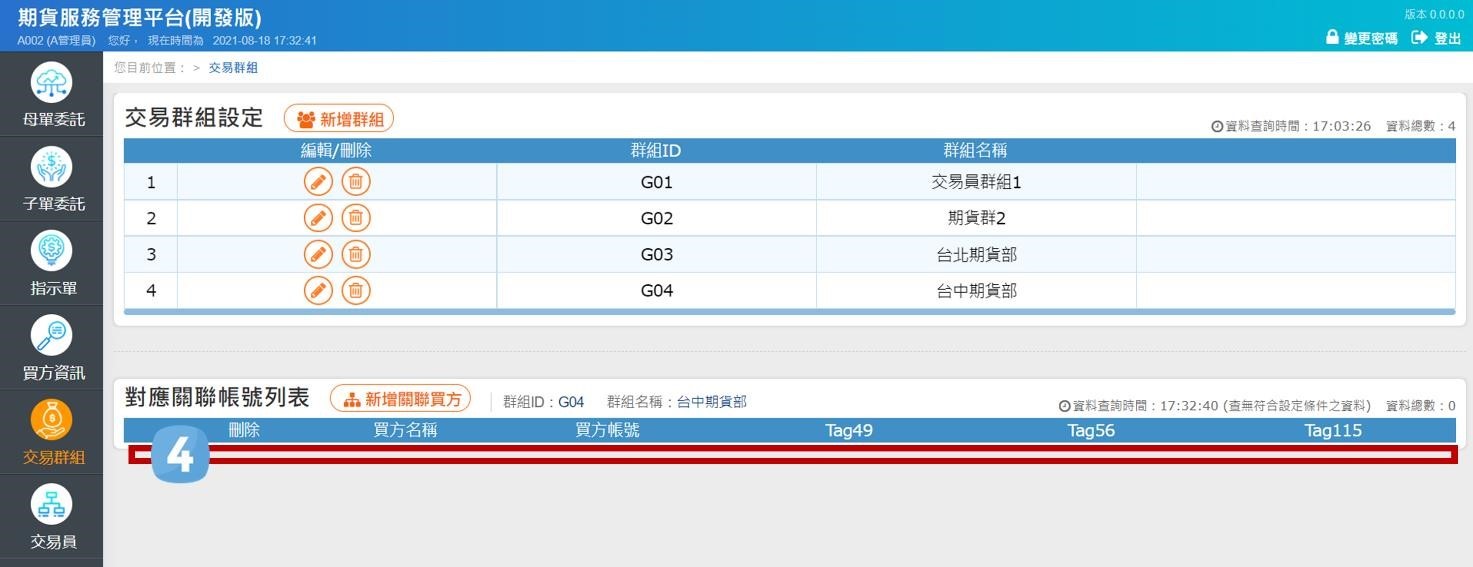 期貨服務管理平台(開發版)
版本 0.0.0.0
A002 (A管理員) 您好, 現在時間為 2021-08-18 17:32:41
變更密碼 登出
您目前位置: > 交易群組
母單委託
子單委託
指示單
買方資訊
交易群組
交易員
交易群組設定 新增群組
資料查詢時間:17:03:26 資料總數:4
編輯/刪除 群組ID 群組名稱
1 G01 交易員群組1
2 G02 期貨群2
3 G03 台北期貨部
4 G04 台中期貨部
對應關聯帳號列表 新增關聯買方 群組ID:G04 群組名稱:台中期貨部
資料查詢時間:17:32:40 (查無符合設定條件之資料) 資料總數:0
刪除 買方名稱 買方帳號 Tag49 Tag56 Tag115
4